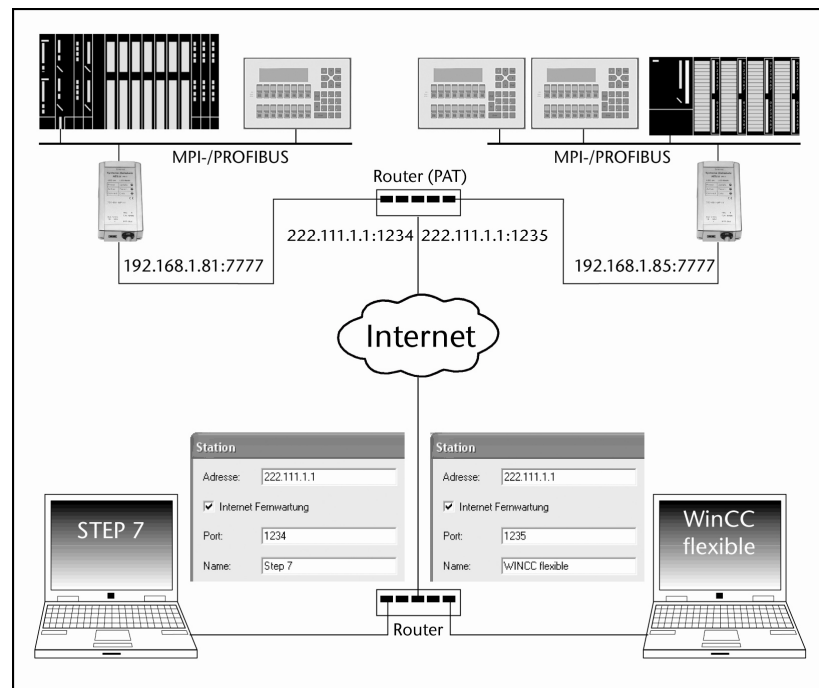 MPI-/PROFIBUS
MPI-/PROFIBUS
Router (PAT)
222.111.1.1:1234
222.111.1.1:1235
192.168.1.81:7777
192.168.1.85:7777
Internet
Station
Adresse: 222.111.1.1
Internet Fernwartung
Port: 1234
Name: Step 7
Station
Adresse: 222.111.1.1
Internet Fernwartung
Port: 1235
Name: WINCC flexible
STEP 7
WinCC
flexible
Router